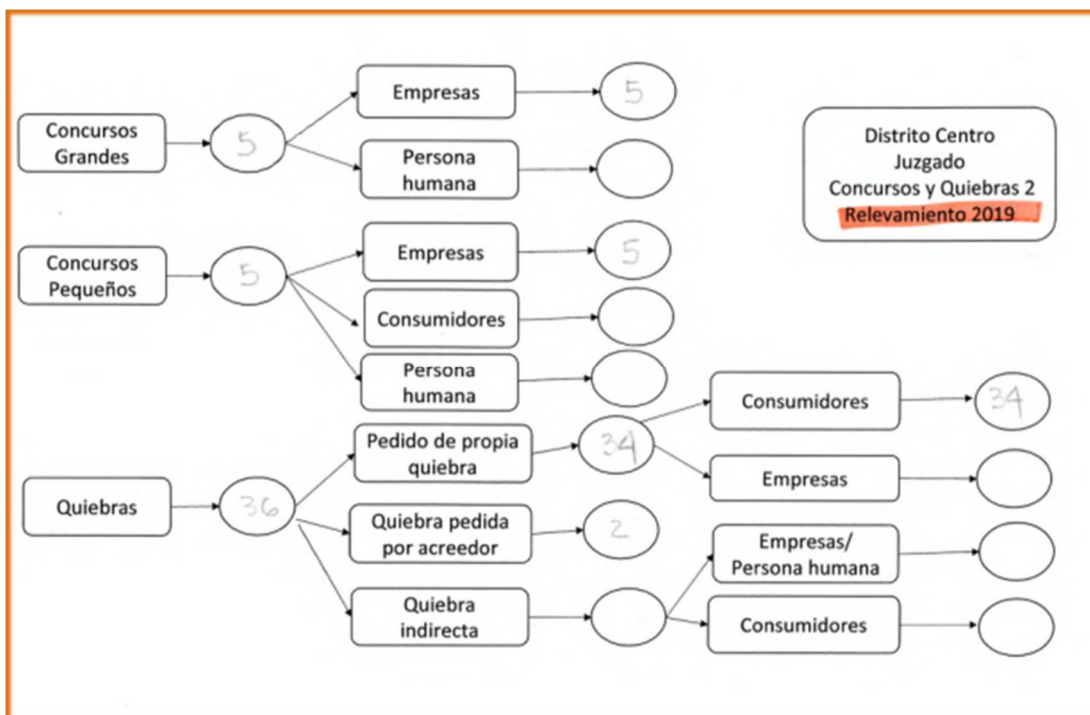 Concursos
Grandes
5
Empresas
5
Persona
humana
Distrito Centro
Juzgado
Concursos y Quiebras 2
Relevamiento 2019
Concursos
Pequeños
5
Empresas
5
Consumidores
Persona
humana
Quiebras
36
Pedido de propia
quiebra
34
Consumidores
34
Empresas
Quiebra pedida
por acreedor
2
Quiebra
indirecta
Empresas/
Persona humana
Consumidores